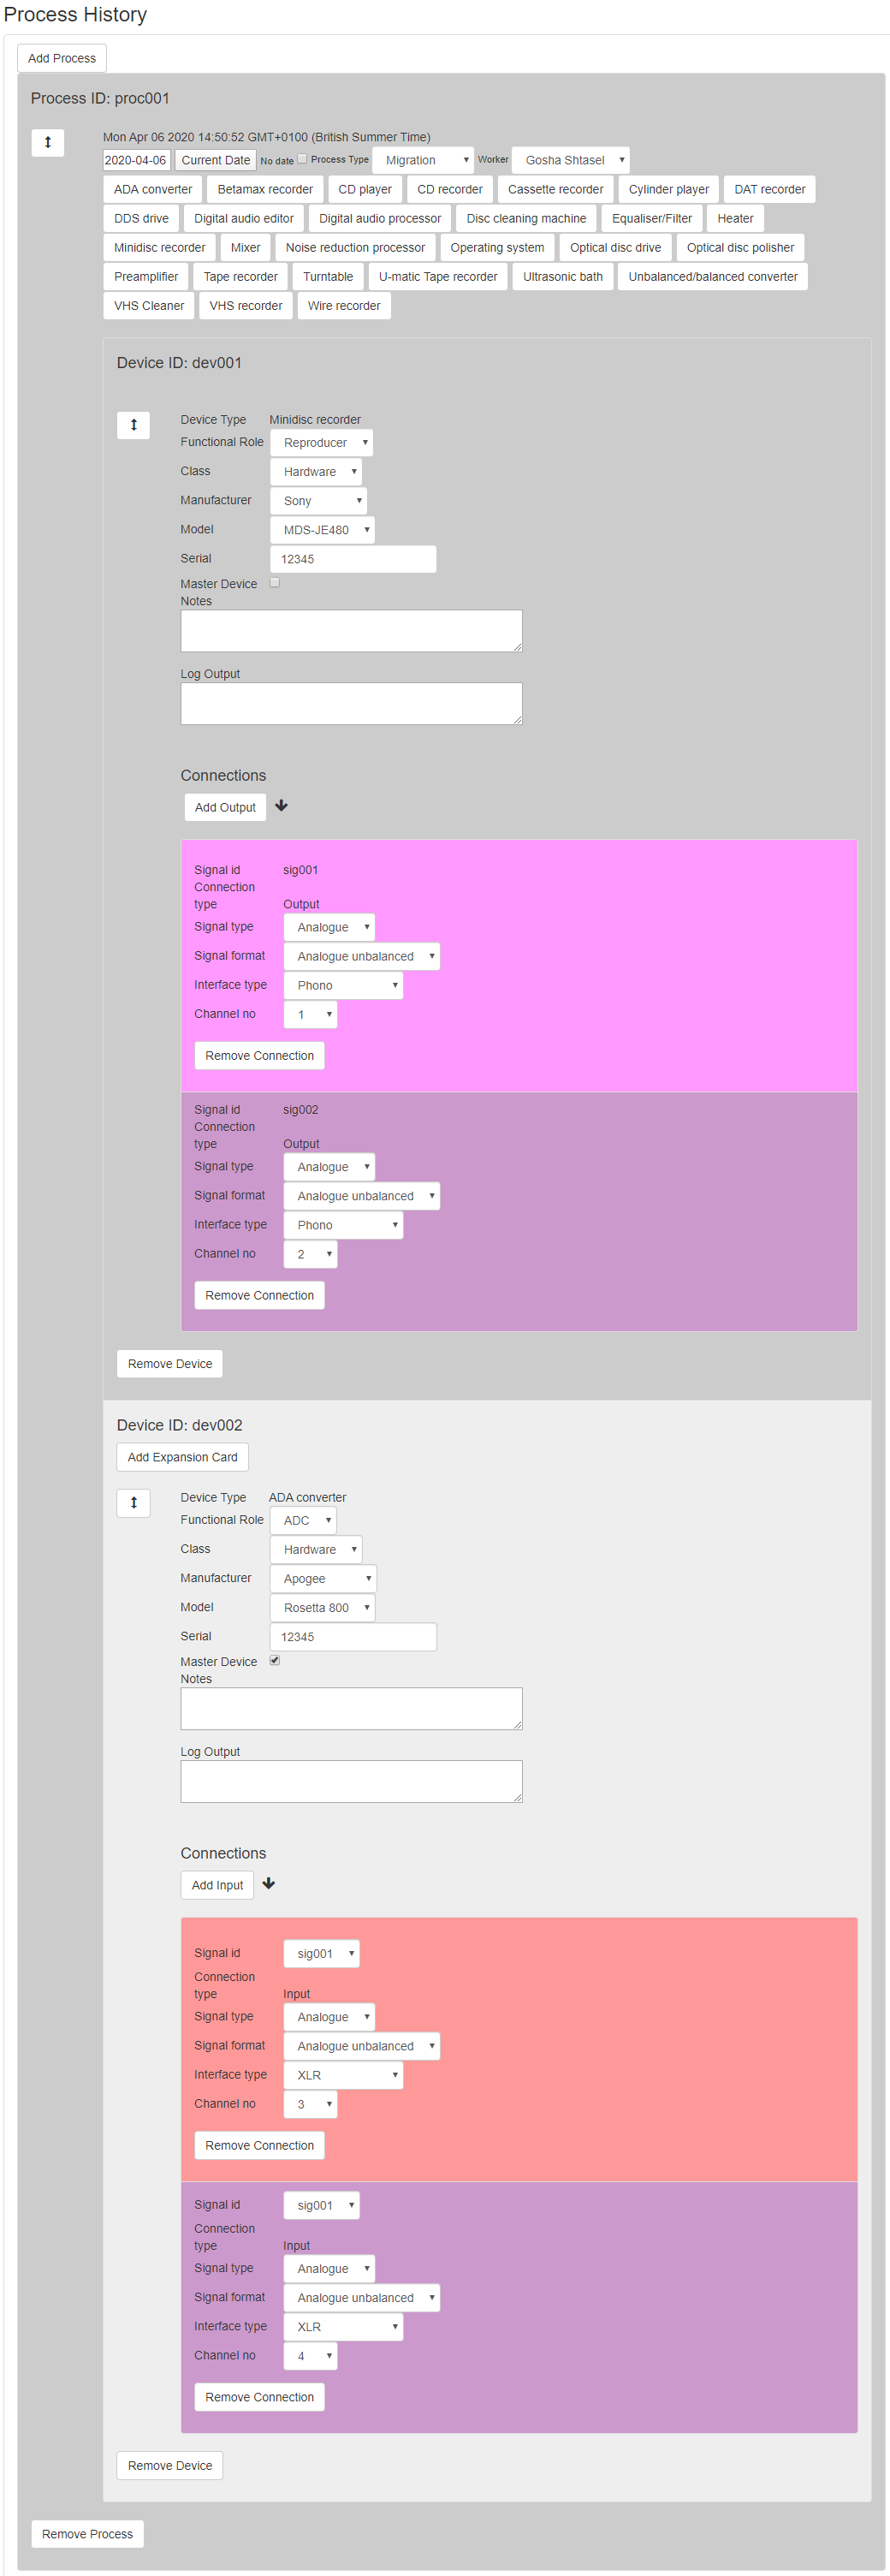 Process History
Add Process
Process ID: proc001
Mon Apr 06 2020 14:50:52 GMT+0100 (British Summer Time)
2020-04-06 Current Date No date Process Type Migration Worker Gosha Shtasel
ADA converter Betamax recorder CD player CD recorder Cassette recorder Cylinder player DAT recorder
DDS drive Digital audio editor Digital audio processor Disc cleaning machine Equaliser/Filter Heater
Minidisc recorder Mixer Noise reduction processor Operating system Optical disc drive Optical disc polisher
Preamplifier Tape recorder Turntable U-matic Tape recorder Ultrasonic bath Unbalanced/balanced converter
VHS Cleaner VHS recorder Wire recorder
Device ID: dev001
Device Type Minidisc recorder
Functional Role Reproducer
Class Hardware
Manufacturer Sony
Model MDS-JE480
Serial 12345
Master Device
Notes
Log Output
Connections
Add Output
Signal id sig001
Connection
type Output
Signal type Analogue
Signal format Analogue unbalanced
Interface type Phono
Channel no 1
Remove Connection
Signal id sig002
Connection
type Output
Signal type Analogue
Signal format Analogue unbalanced
Interface type Phono
Channel no 2
Remove Connection
Remove Device
Device ID: dev002
Add Expansion Card
Device Type ADA converter
Functional Role ADC
Class Hardware
Manufacturer Apogee
Model Rosetta 800
Serial 12345
Master Device
Notes
Log Output
Connections
Add Input
Signal id sig001
Connection
type Input
Signal type Analogue
Signal format Analogue unbalanced
Interface type XLR
Channel no 3
Remove Connection
Signal id sig001
Connection
type Input
Signal type Analogue
Signal format Analogue unbalanced
Interface type XLR
Channel no 4
Remove Connection
Remove Device
Remove Process